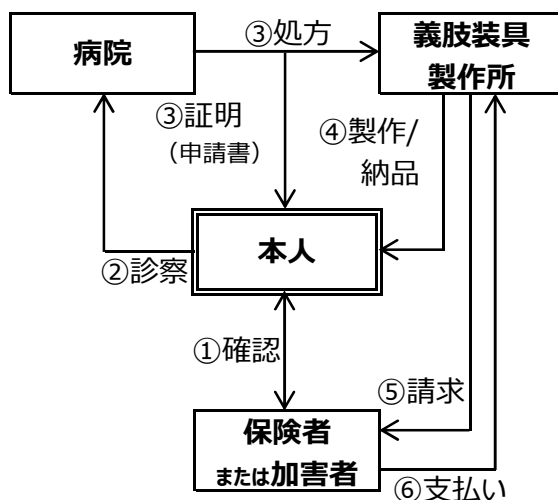 病院
③処方
義肢装具
製作所
③証明
（申請書）
④製作/
納品
本人
②診察
①確認
⑤請求
保険者
または加害者
⑥支払い